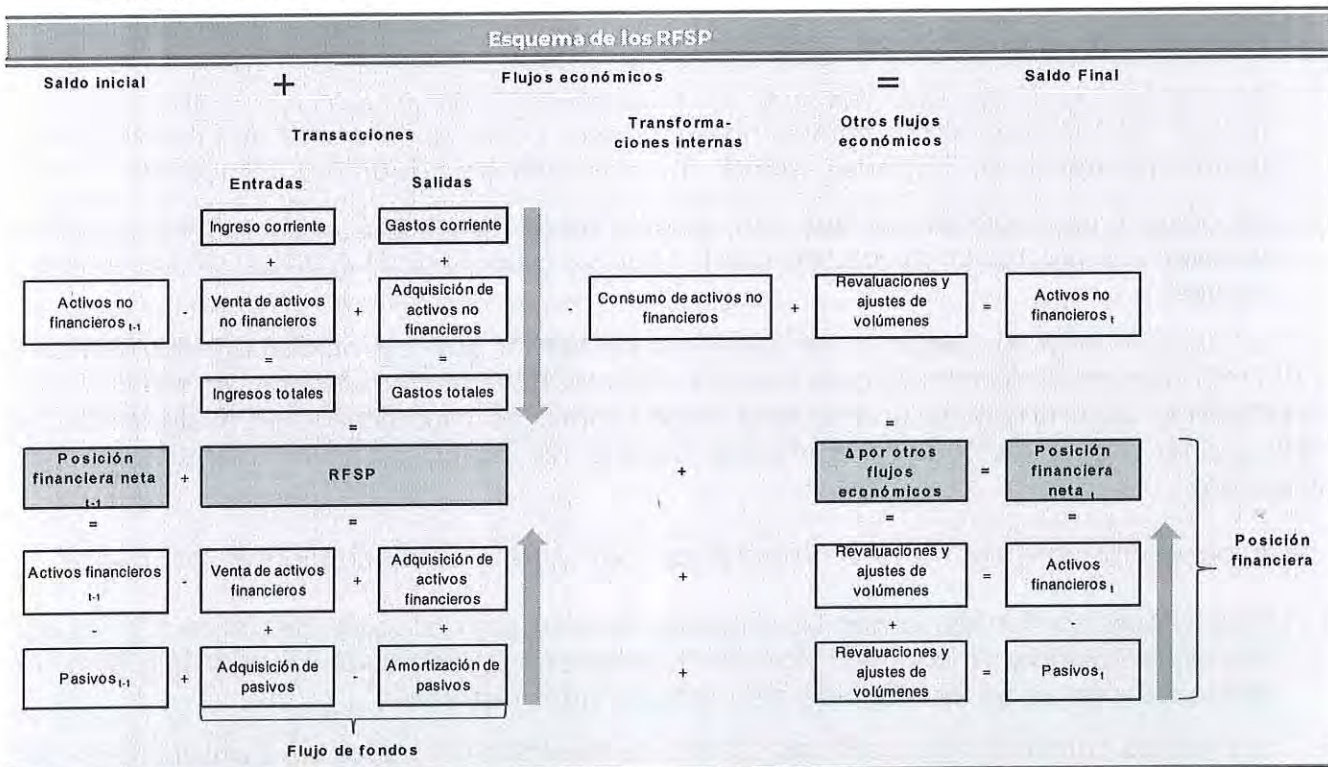 Esquema de los RFSP
Saldo inicial + Flujos económicos = Saldo Final
Transacciones
Transforma-
ciones internas
Otros flujos
económicos
Entradas Salidas
Ingreso corriente Gastos corriente
+ +
Activos no
financieros t-1
-
Venta de activos
no financieros
+
Adquisición de
activos no
financieros
-
Consumo de activos no
financieros
+
Revaluaciones y
ajustes de
volúmenes
=
Activos no
financieros t
= =
Ingresos totales Gastos totales
= =
Posición
financiera neta
t-1
+
RFSP
+
Δ por otros
flujos
económicos
=
Posición
financiera
neta t
= = = =
Activos financieros
t-1
-
Venta de activos
financieros
+
Adquisición de
activos
financieros
+
Revaluaciones y
ajustes de
volúmenes
=
Activos
financieros t
Posición
financiera
- + + + -
Pasivos t-1
+
Adquisición de
pasivos
-
Amortización de
pasivos
+
Revaluaciones y
ajustes de
volúmenes
=
Pasivos t
Flujo de fondos